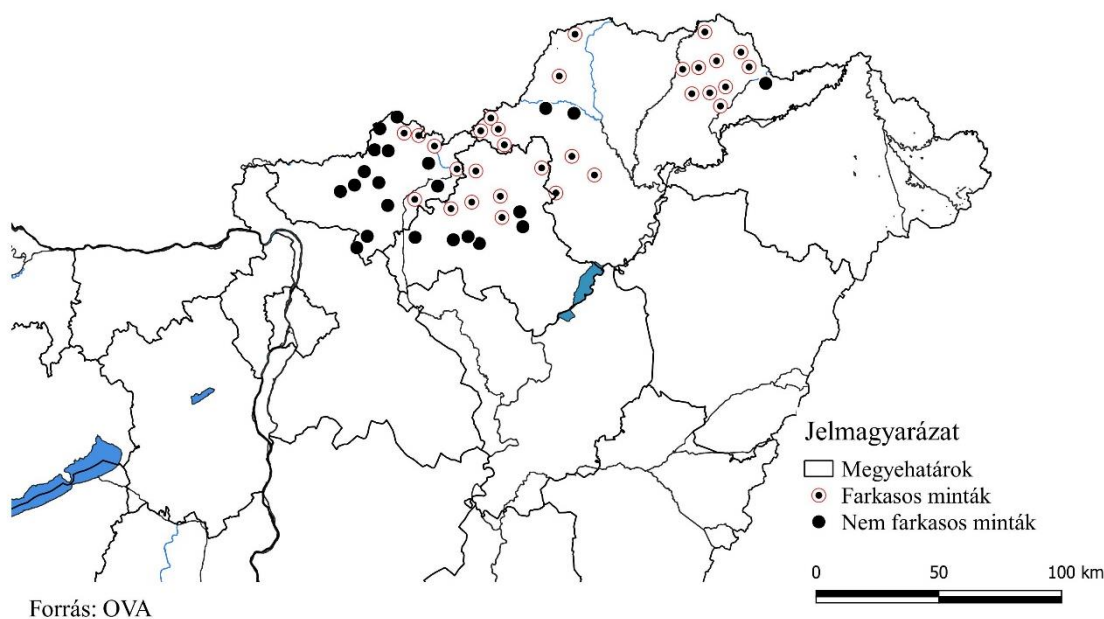 Jelmagyarázat
Megyehatárok
Farkasos minták
Nem farkasos minták
0 50 100 km
Forrás: OVA